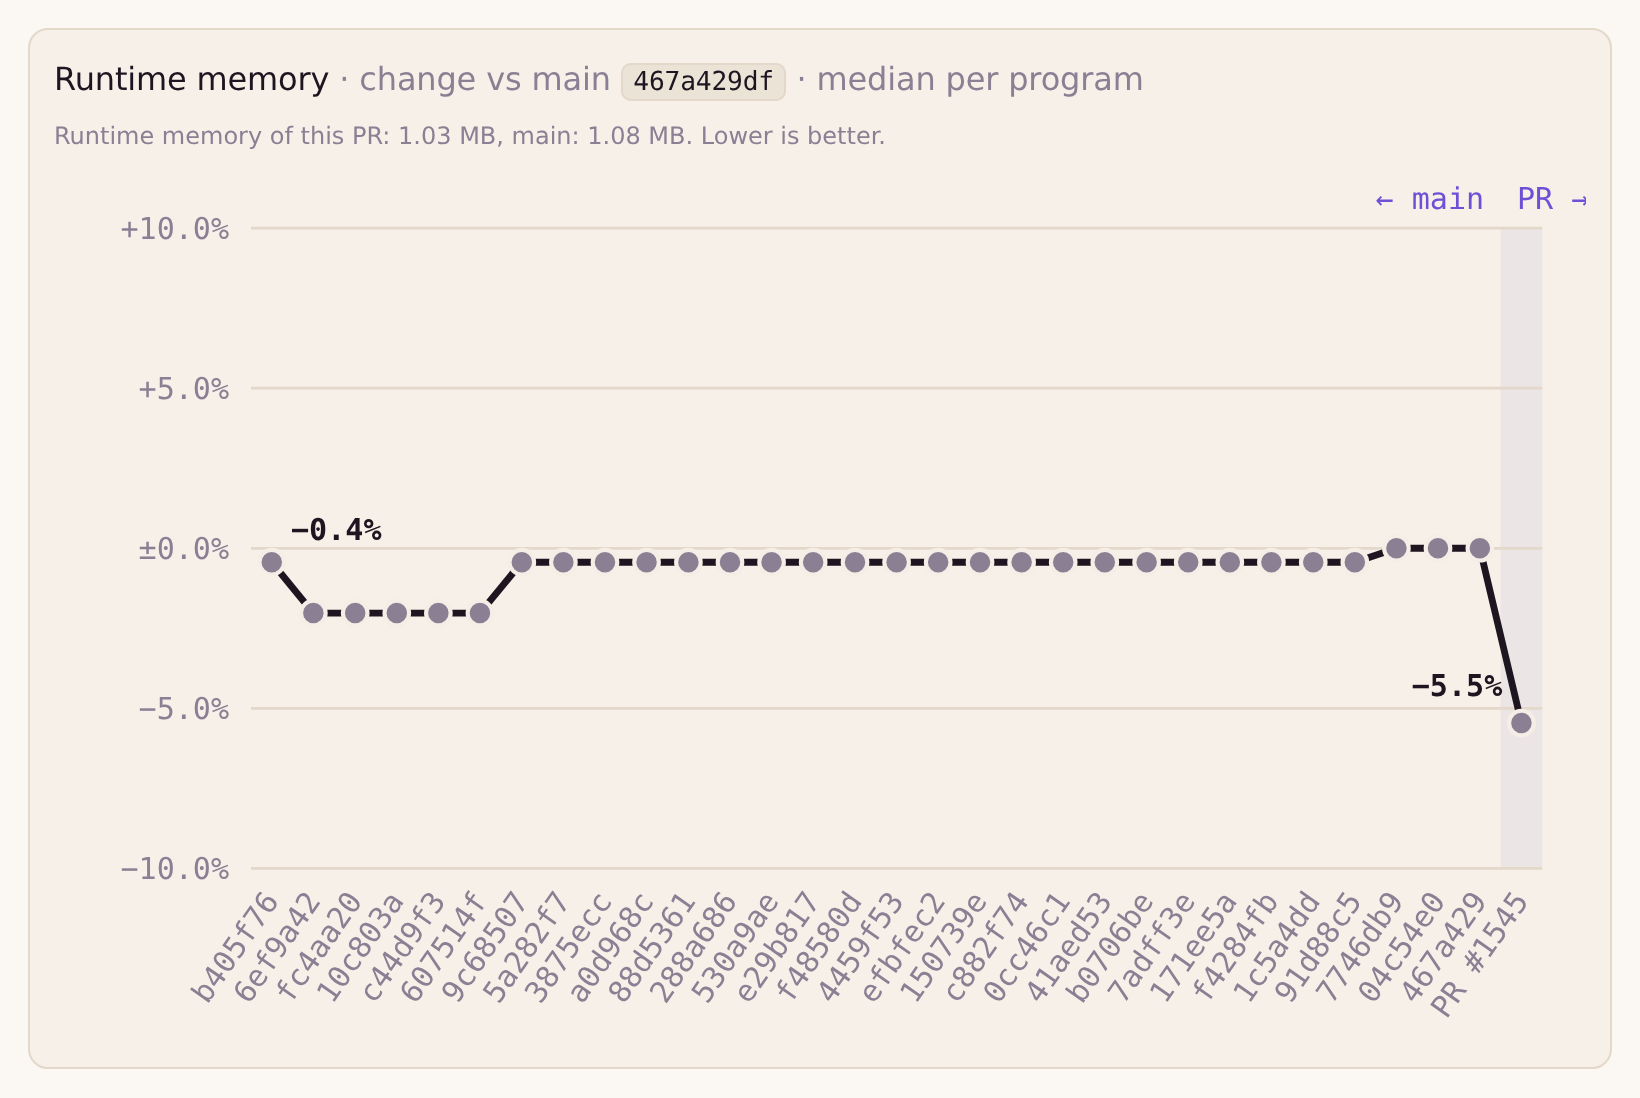 Runtime memory · change vs main 467a429df · median per program
Runtime memory of this PR: 1.03 MB, main: 1.08 MB. Lower is better.
← main PR →
+10.0%
+5.0%
±0.0%
−5.0%
−10.0%
−0.4%
−5.5%
b405f76
6ef9a42
fc4aa20
10c803a
c44d9f3
607514f
9c68507
5a282f7
3875ecc
a0d968c
88d5361
288a686
530a9ae
e29b817
f48580d
4459f53
efbfec2
150739e
c882f74
0cc46c1
41aed53
b0706be
7adff3e
171ee5a
f4284fb
1c5a4dd
91d88c5
7746db9
04c54e0
467a429
PR #1545